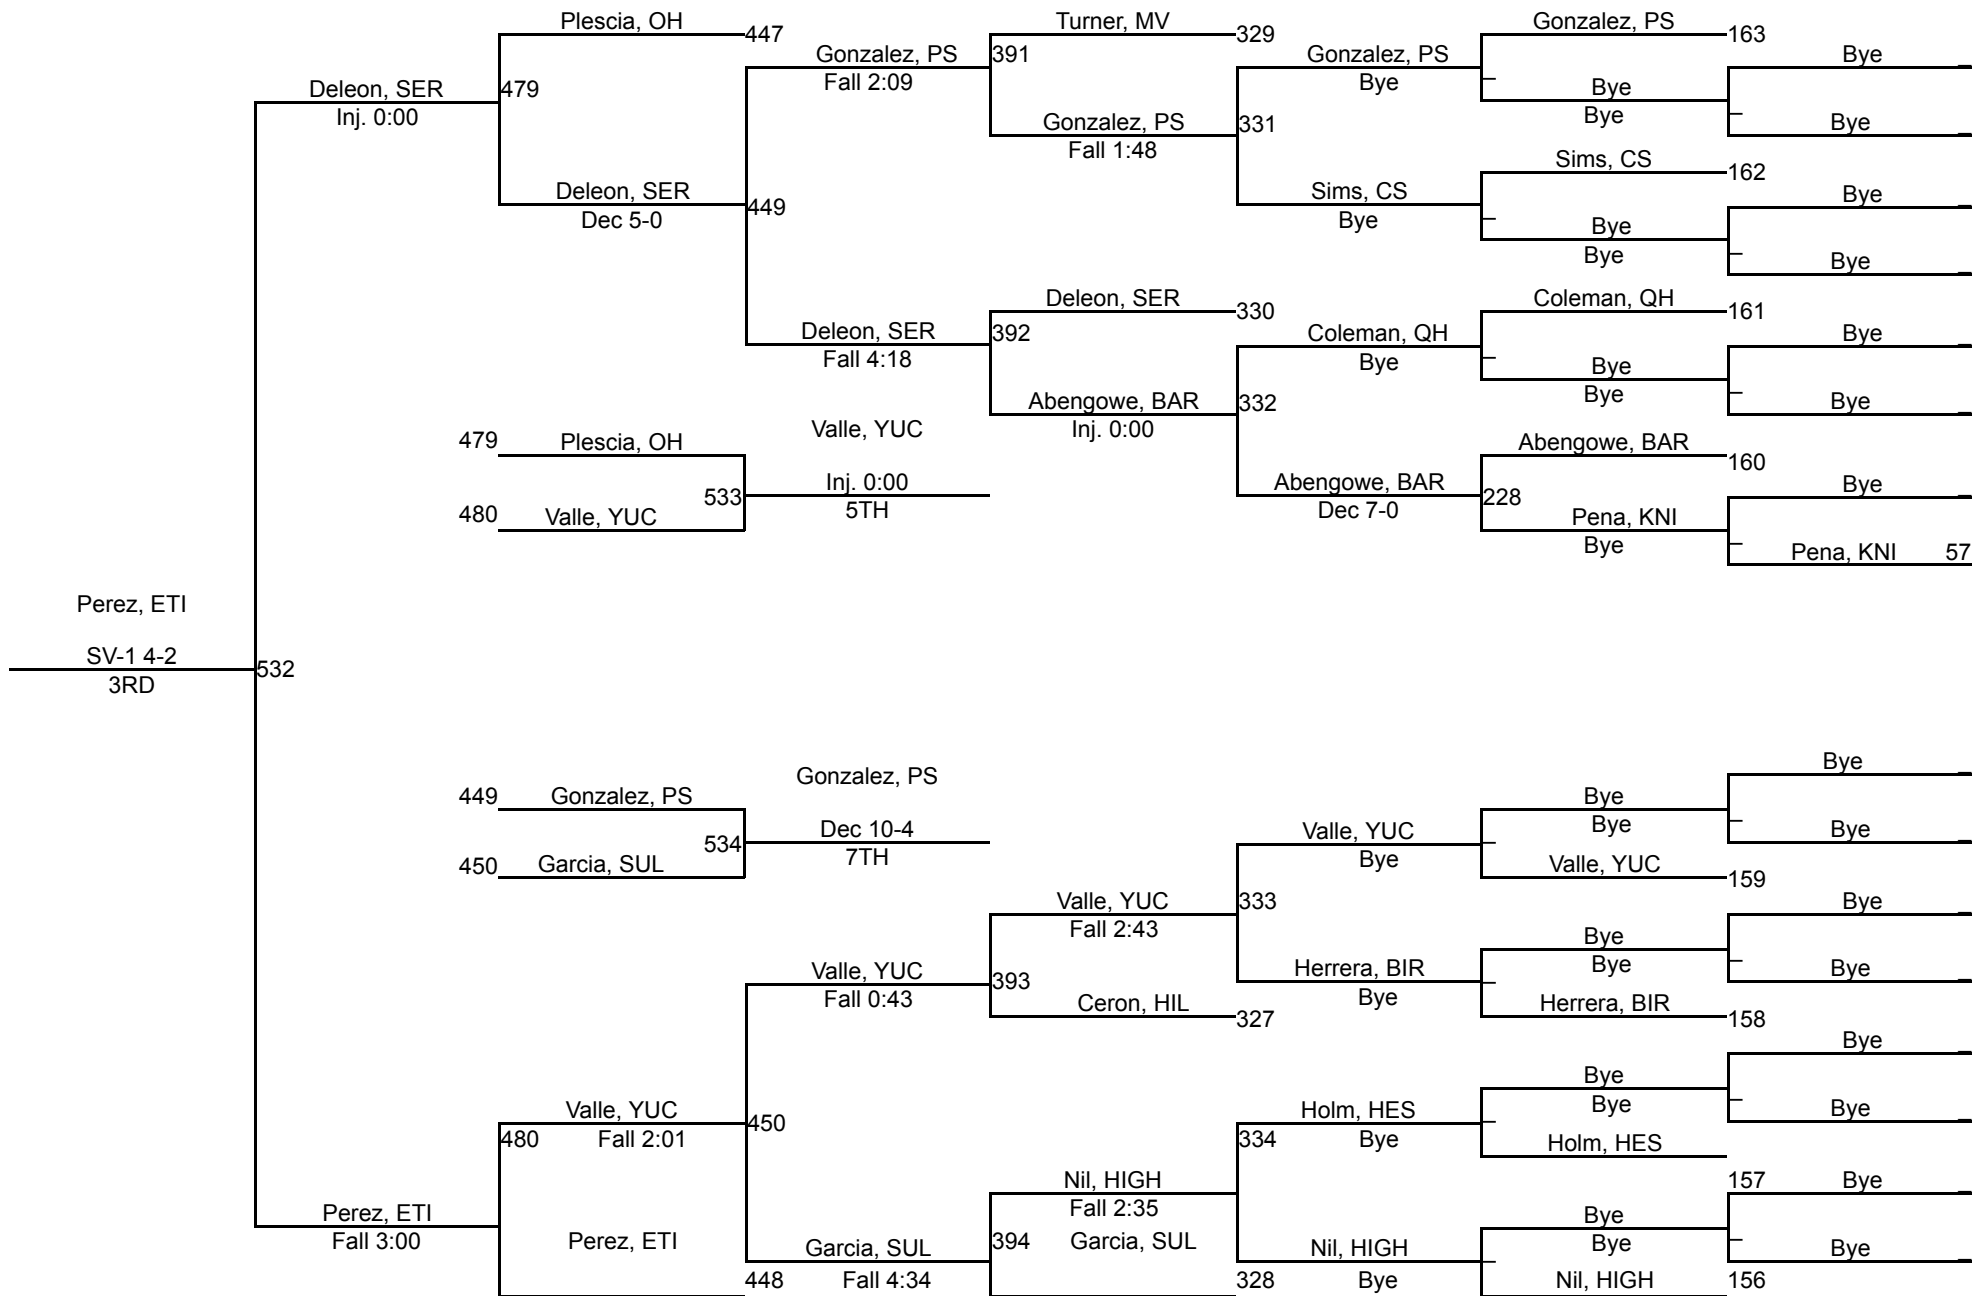 Plescia, OH
447
Turner, MV
329
Gonzalez, PS
163
Gonzalez, PS
Fall 2:09
391
Gonzalez, PS
Bye
Bye
Deleon, SER
Inj. 0:00
479
Bye
Bye
Gonzalez, PS
Fall 1:48
331
Bye
Sims, CS
162
Deleon, SER
Dec 5-0
449
Sims, CS
Bye
Bye
Bye
Bye
Bye
Deleon, SER
330
Coleman, QH
161
Deleon, SER
Fall 4:18
392
Coleman, QH
Bye
Bye
Bye
Bye
Abengowe, BAR
Inj. 0:00
332
Bye
479
Plescia, OH
Valle, YUC
Abengowe, BAR
160
533
Inj. 0:00
5TH
Abengowe, BAR
Dec 7-0
228
Bye
480
Valle, YUC
Pena, KNI
Bye
Pena, KNI
57
Perez, ETI
SV-1 4-2
3RD
532
Bye
449
Gonzalez, PS
Gonzalez, PS
Bye
Bye
534
Dec 10-4
7TH
Valle, YUC
Bye
Bye
450
Garcia, SUL
Valle, YUC
159
Valle, YUC
Fall 2:43
333
Bye
Bye
Bye
Valle, YUC
Fall 0:43
393
Herrera, BIR
Bye
Bye
Ceron, HIL
327
Herrera, BIR
158
Bye
Bye
Bye
Valle, YUC
480
Fall 2:01
450
Holm, HES
Bye
334
Bye
Holm, HES
Nil, HIGH
Fall 2:35
157
Bye
Perez, ETI
Fall 3:00
Perez, ETI
448
Garcia, SUL
Fall 4:34
394
Garcia, SUL
328
Nil, HIGH
Bye
Bye
Bye
Bye
Nil, HIGH
156